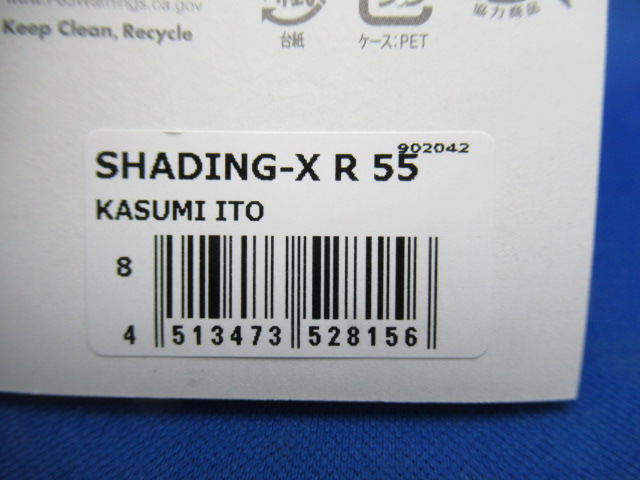 Keep Clean, Recycle
台紙
ケース:PET
902042
SHADING-X R 55
KASUMI ITO
8
4 513473 528156